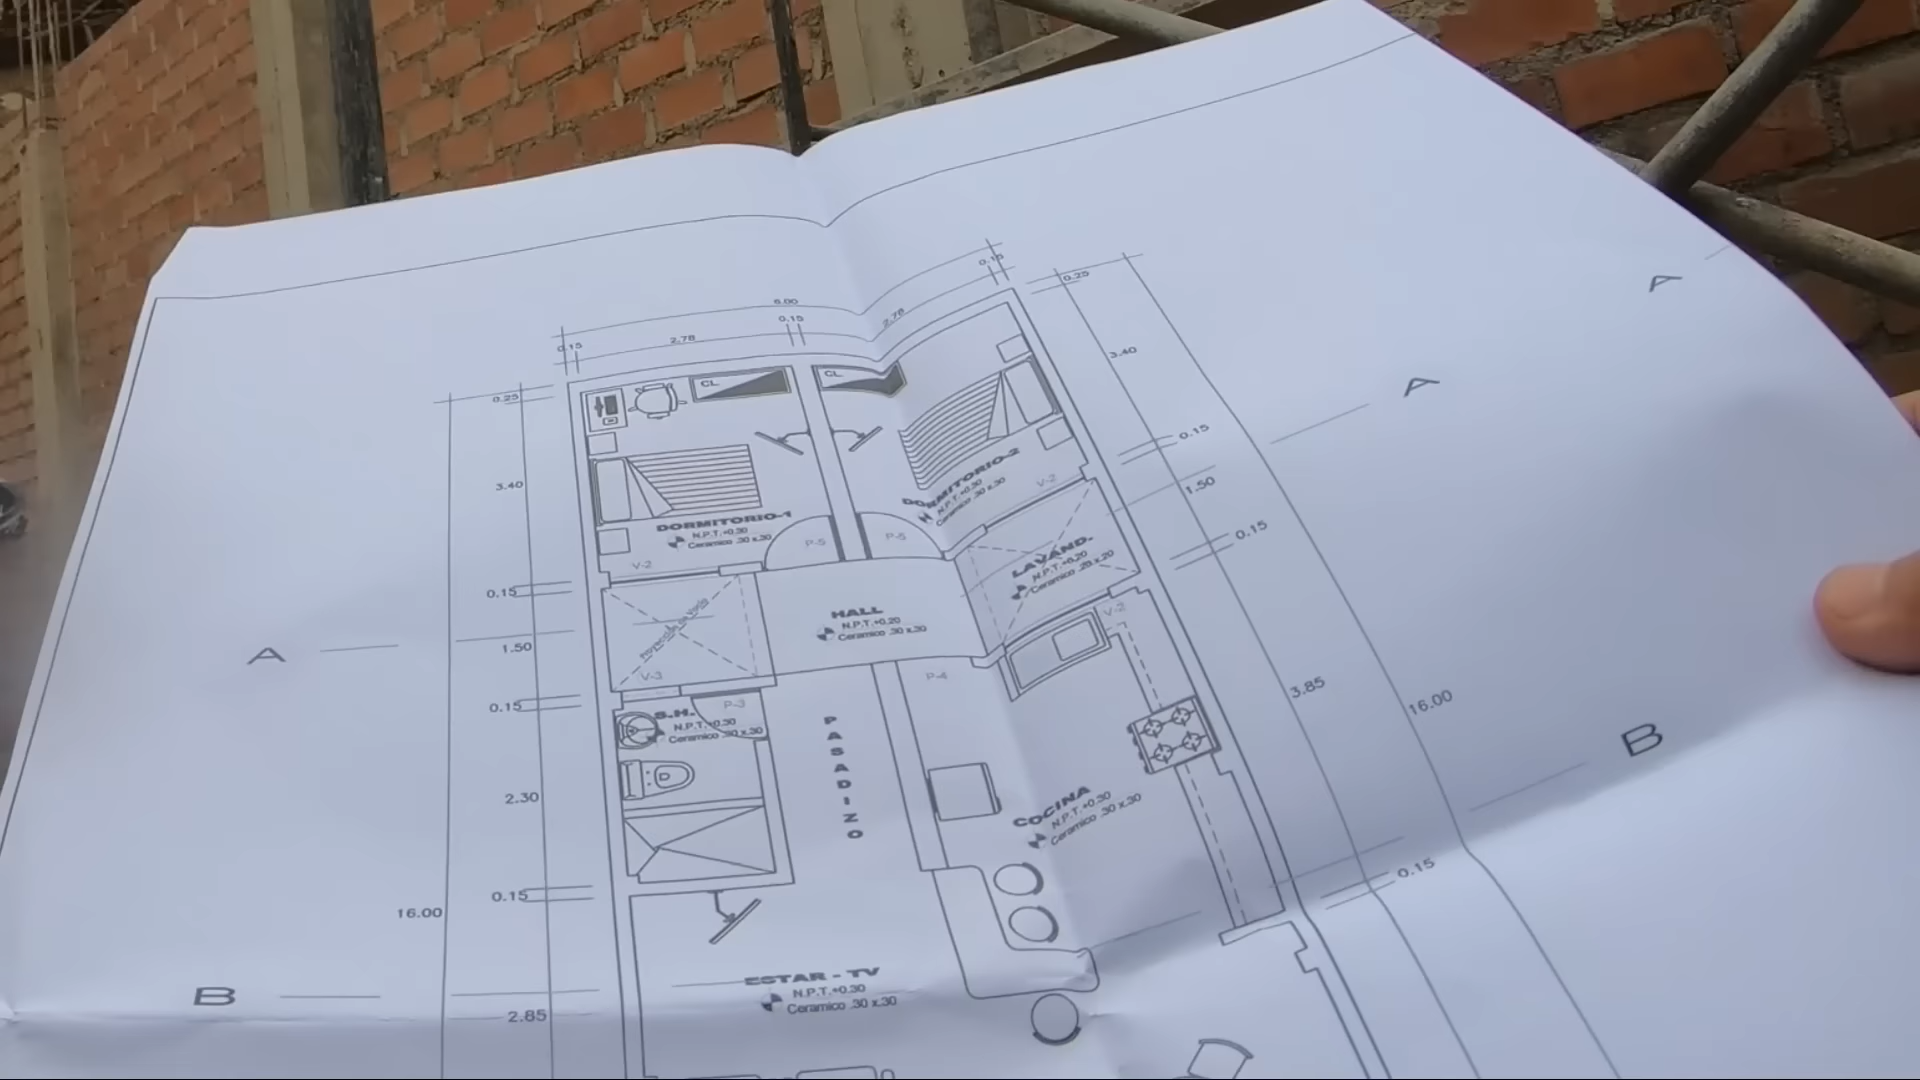 6.00
0.15
2.78
0.15
2.78
0.15
0.25
0.25
3.40
3.40
CL
CL.
DORMITORIO-1
N.P.T.+0.30
Ceramico .30 x.30
V-2
P-5
DORMITORIO-2
N.P.T.+0.30
Ceramico .30 x.30
V-2
P-5
A
A
0.15
1.50
0.15
LAVAND.
N.P.T.+0.20
Ceramico .20 x.20
V-2
0.15
A
1.50
0.15
HALL
N.P.T.+0.20
Ceramico .30 x.30
V-3
P-3
S.H.
N.P.T.+0.30
Ceramico .30 x.30
PASADIZO
P-4
COCINA
N.P.T.+0.30
Ceramico .30 x.30
3.85
16.00
B
0.15
2.30
0.15
16.00
B
2.85
ESTAR - TV
N.P.T.+0.30
Ceramico .30 x.30